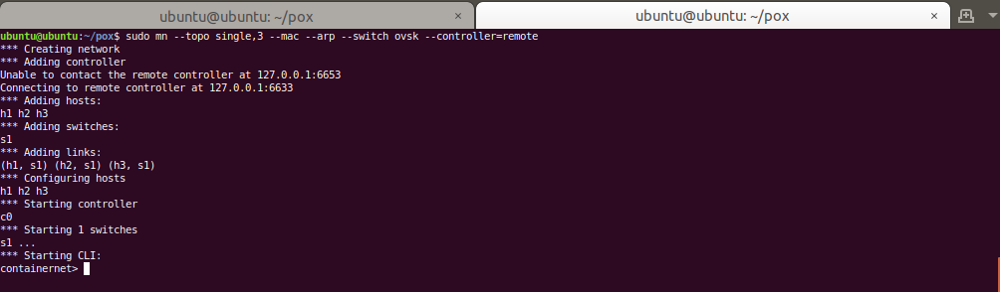 ubuntu@ubuntu: ~/pox × ubuntu@ubuntu: ~/pox ×
ubuntu@ubuntu:~/pox$ sudo mn --topo single,3 --mac --arp --switch ovsk --controller=remote
*** Creating network
*** Adding controller
Unable to contact the remote controller at 127.0.0.1:6653
Connecting to remote controller at 127.0.0.1:6633
*** Adding hosts:
h1 h2 h3
*** Adding switches:
s1
*** Adding links:
(h1, s1) (h2, s1) (h3, s1)
*** Configuring hosts
h1 h2 h3
*** Starting controller
c0
*** Starting 1 switches
s1 ...
*** Starting CLI:
containernet>